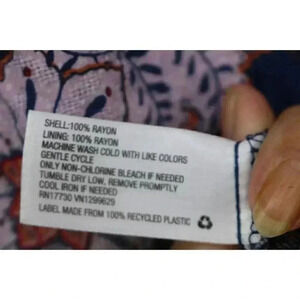 SHELL:100% RAYON
LINING: 100% RAYON
MACHINE WASH COLD WITH LIKE COLORS
GENTLE CYCLE
ONLY NON-CHLORINE BLEACH IF NEEDED
TUMBLE DRY LOW, REMOVE PROMPTLY
COOL IRON IF NEEDED
RN17730 VN1299629
LABEL MADE FROM 100% RECYCLED PLASTIC